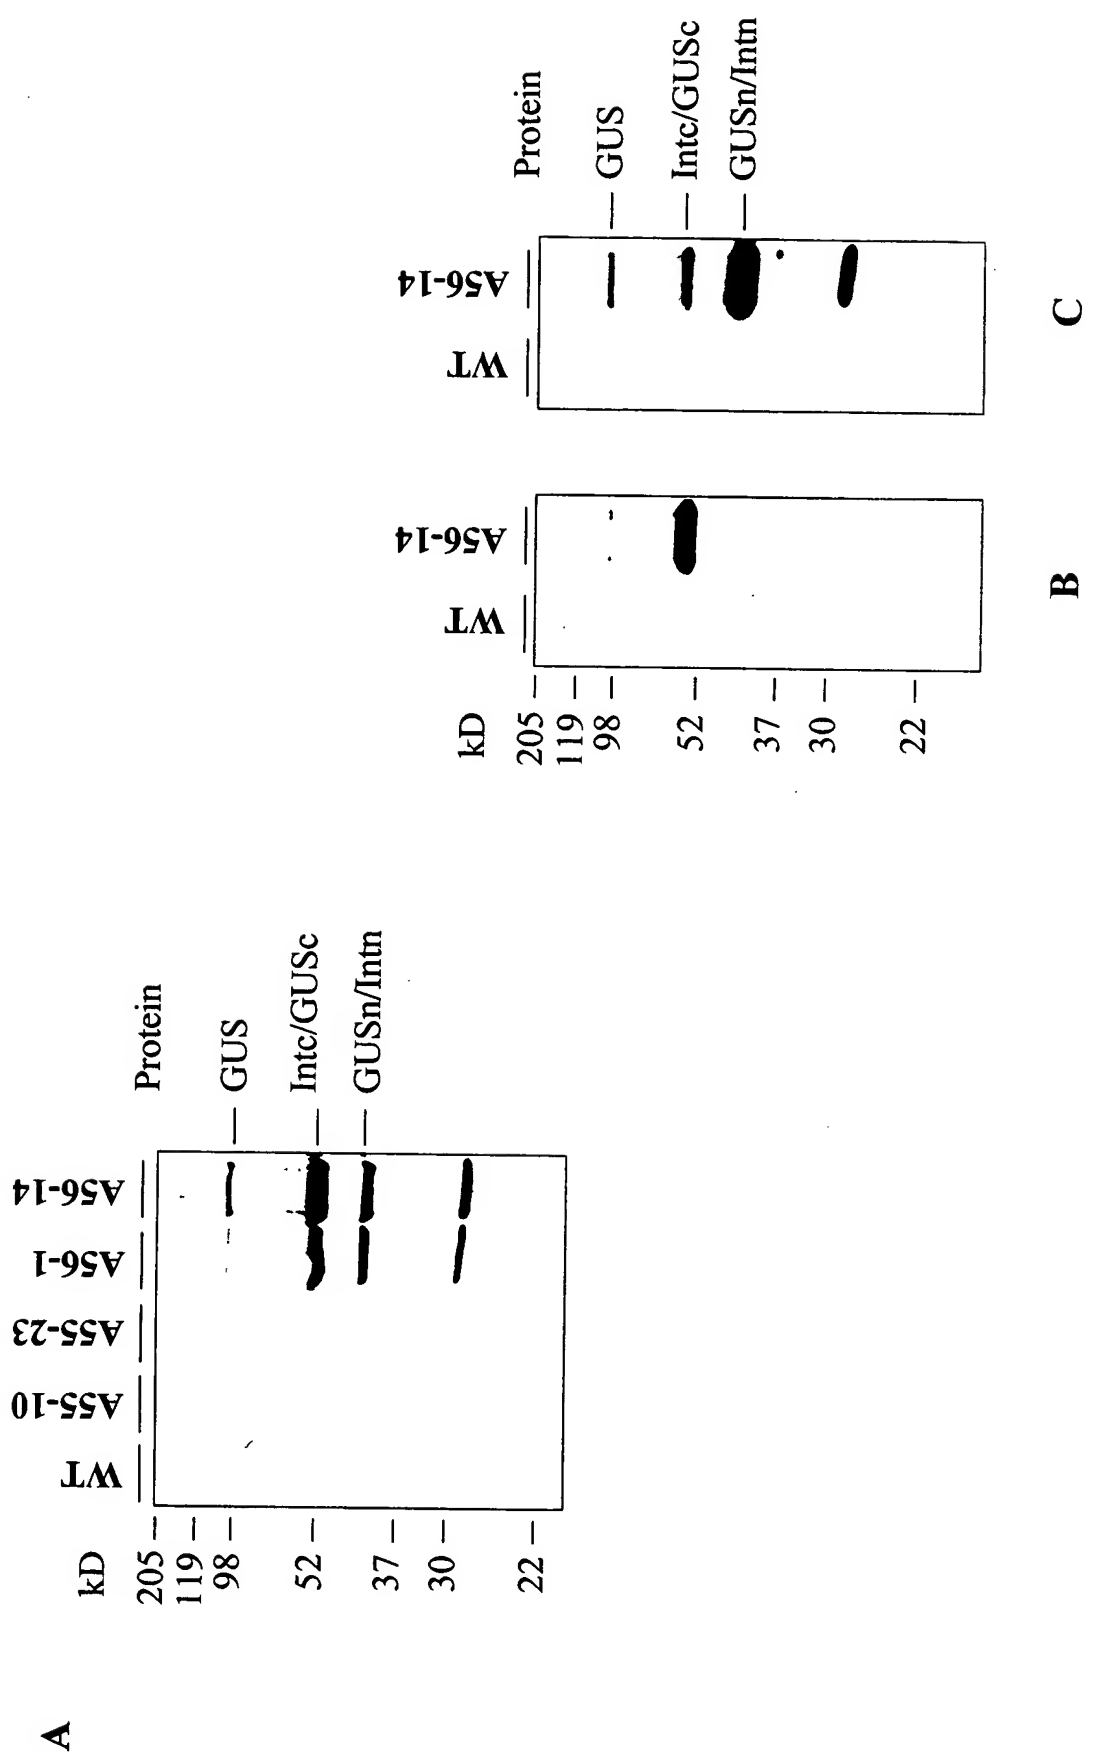 A
kD
205
119
98
52
37
30
22
WT
A55-10
A55-23
A56-1
A56-14
Protein
GUS
Intc/GUSc
GUSn/Intn
kD
205
119
98
52
37
30
22
WT
A56-14
B
WT
A56-14
Protein
GUS
Intc/GUSc
GUSn/Intn
C